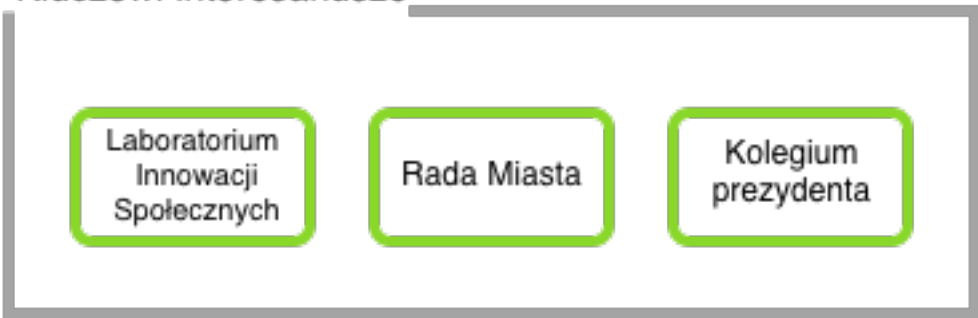 Laboratorium
Innowacji
Społecznych
Rada Miasta
Kolegium
prezydenta